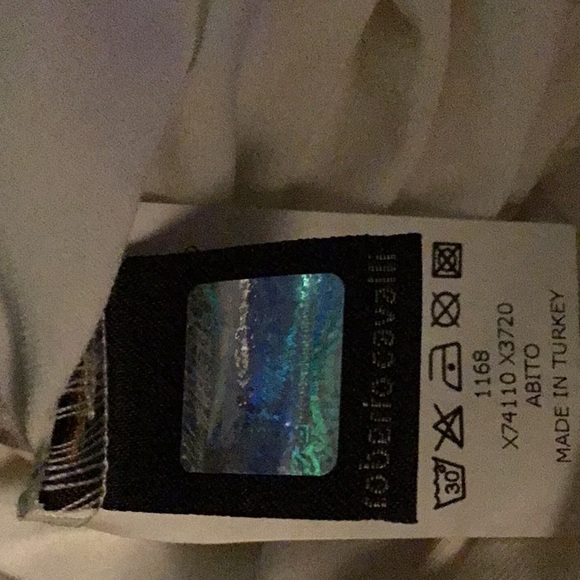 roberto cavalli
30
1168
X74110 X3720
ABITO
MADE IN TURKEY